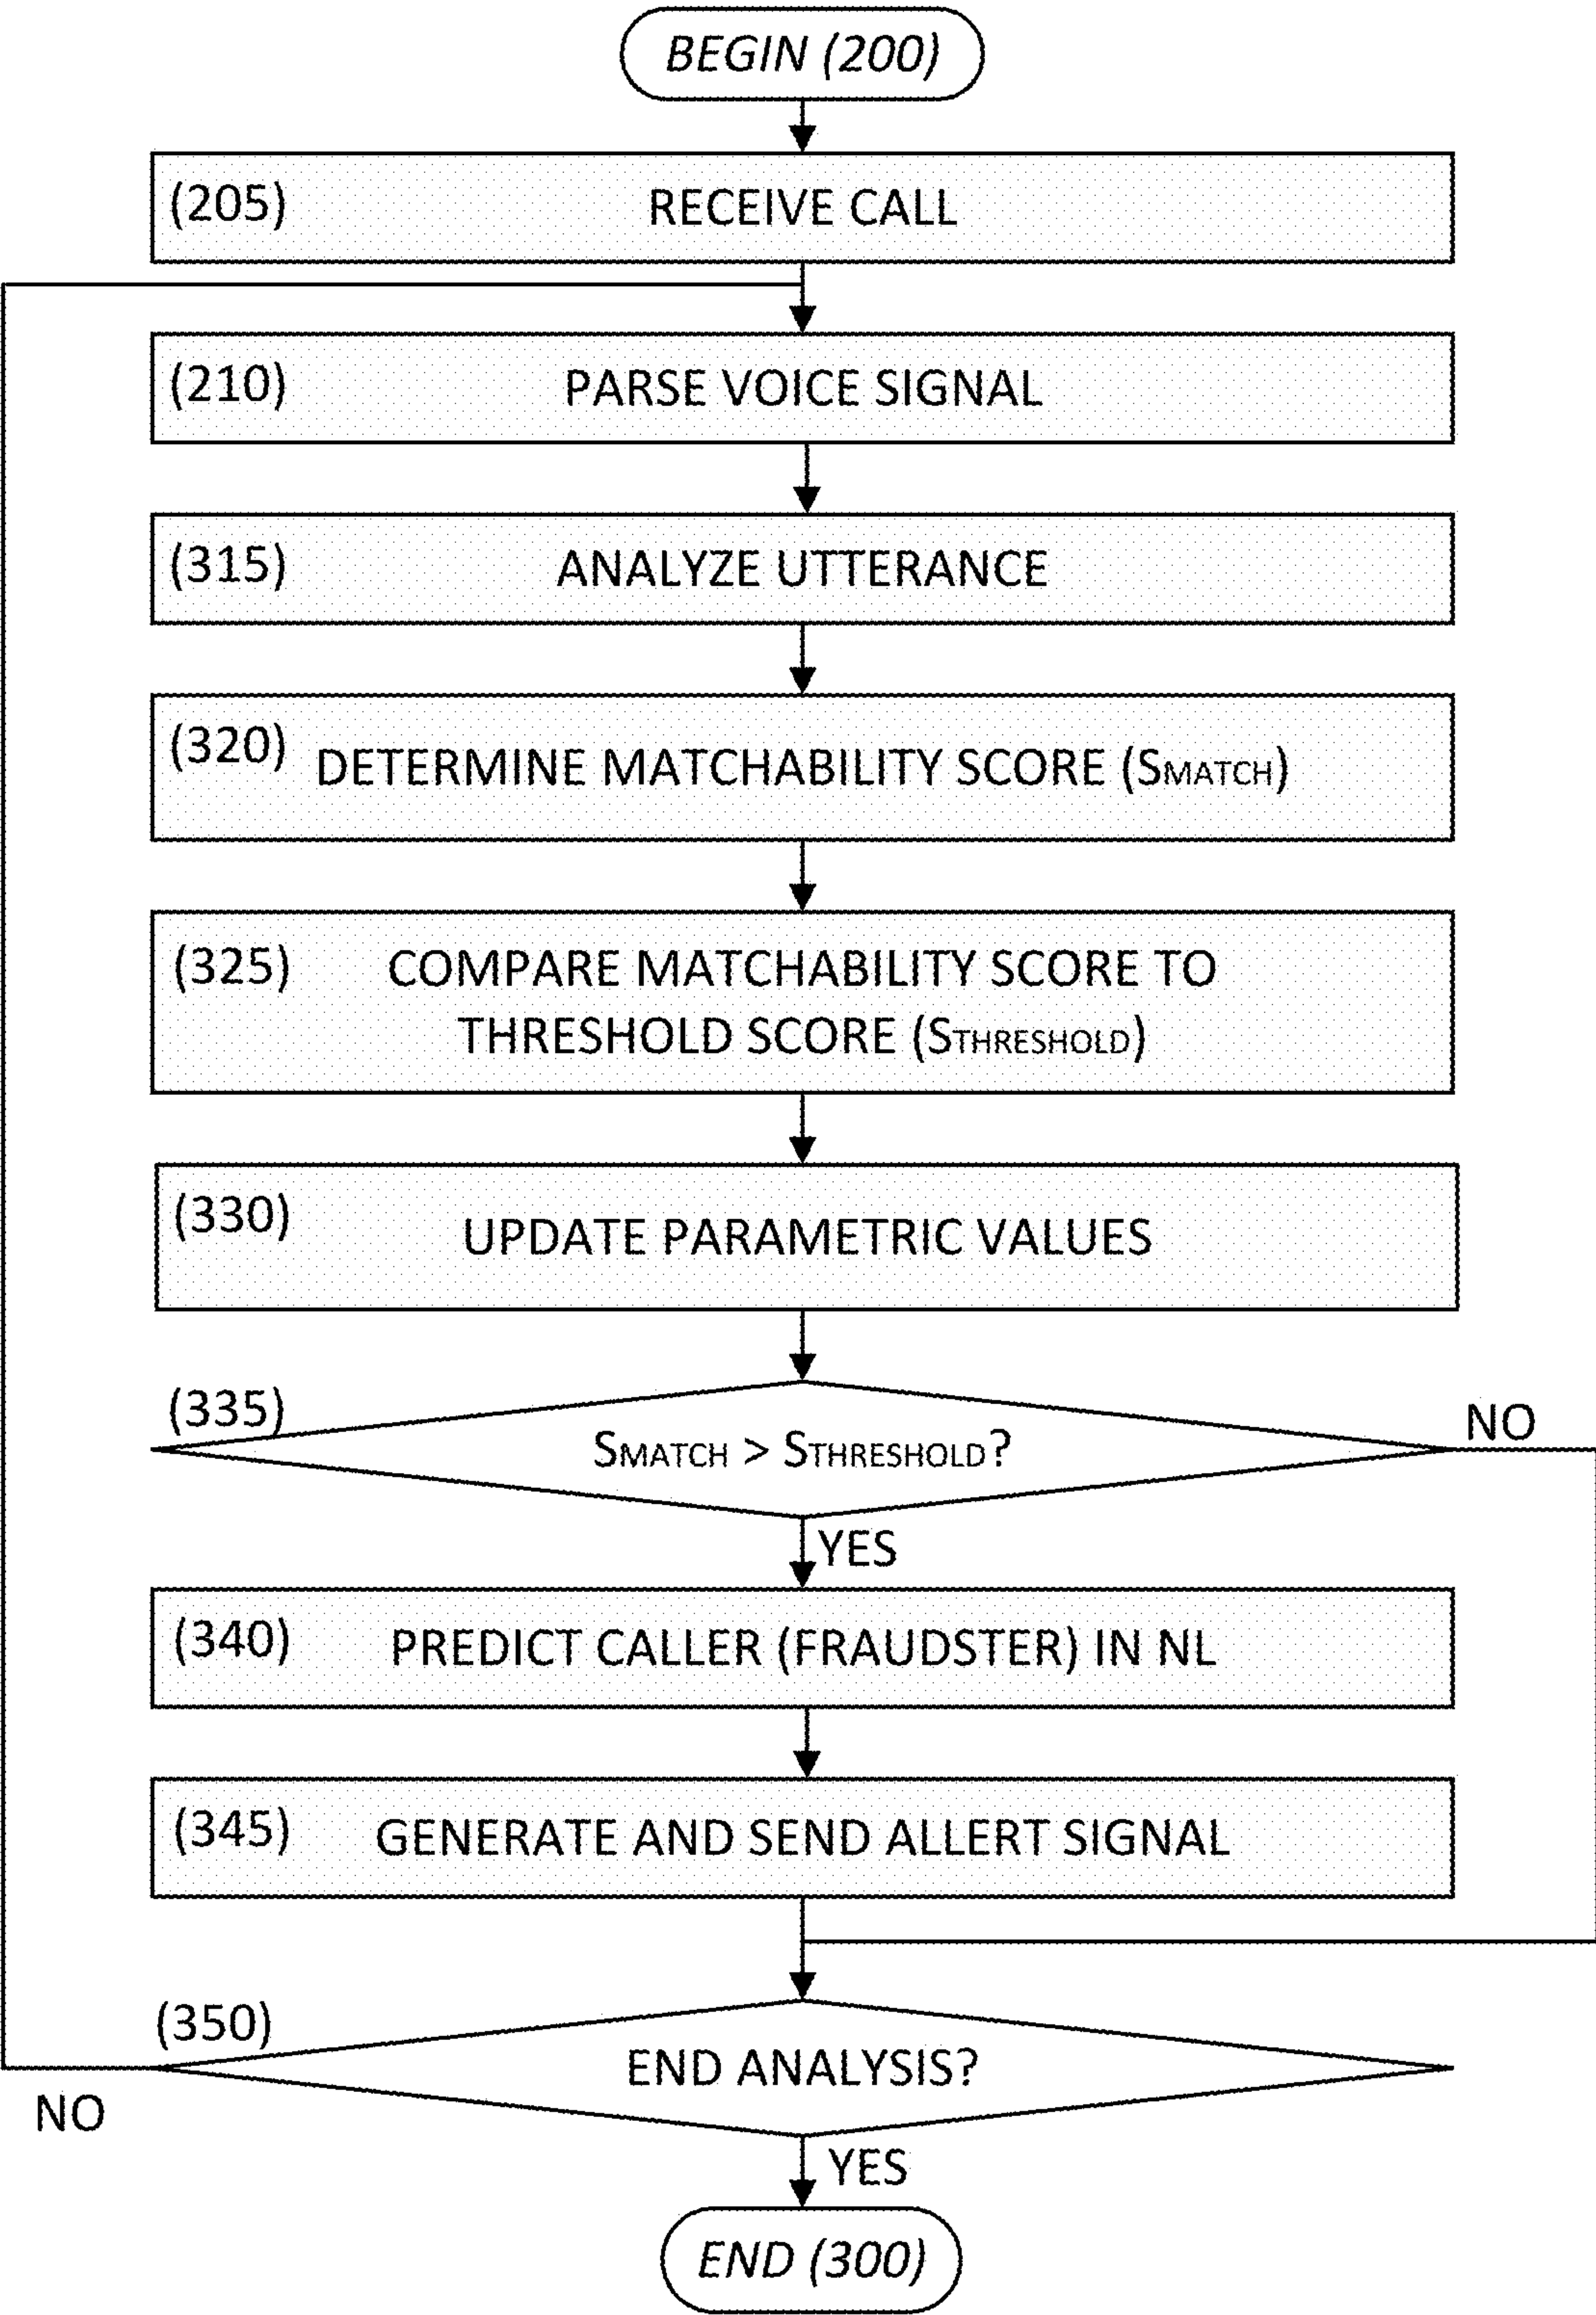 BEGIN (200)
(205) RECEIVE CALL
(210) PARSE VOICE SIGNAL
(315) ANALYZE UTTERANCE
(320) DETERMINE MATCHABILITY SCORE (SMATCH)
(325) COMPARE MATCHABILITY SCORE TO
THRESHOLD SCORE (STHRESHOLD)
(330) UPDATE PARAMETRIC VALUES
(335) SMATCH > STHRESHOLD?
NO
YES
(340) PREDICT CALLER (FRAUDSTER) IN NL
(345) GENERATE AND SEND ALLERT SIGNAL
(350) END ANALYSIS?
NO
YES
END (300)